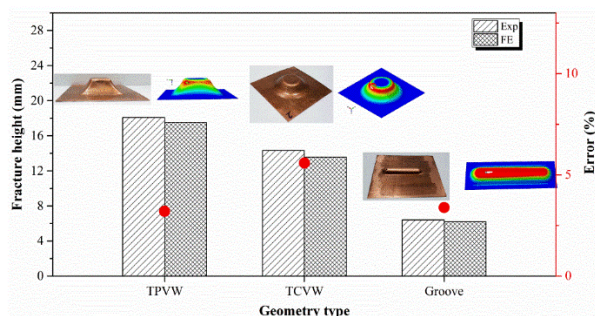 Fracture height (mm)
28
24
20
16
12
8
4
0
Exp
FE
10
5
0
Error (%)
TPVW
TCVW
Groove
Geometry type